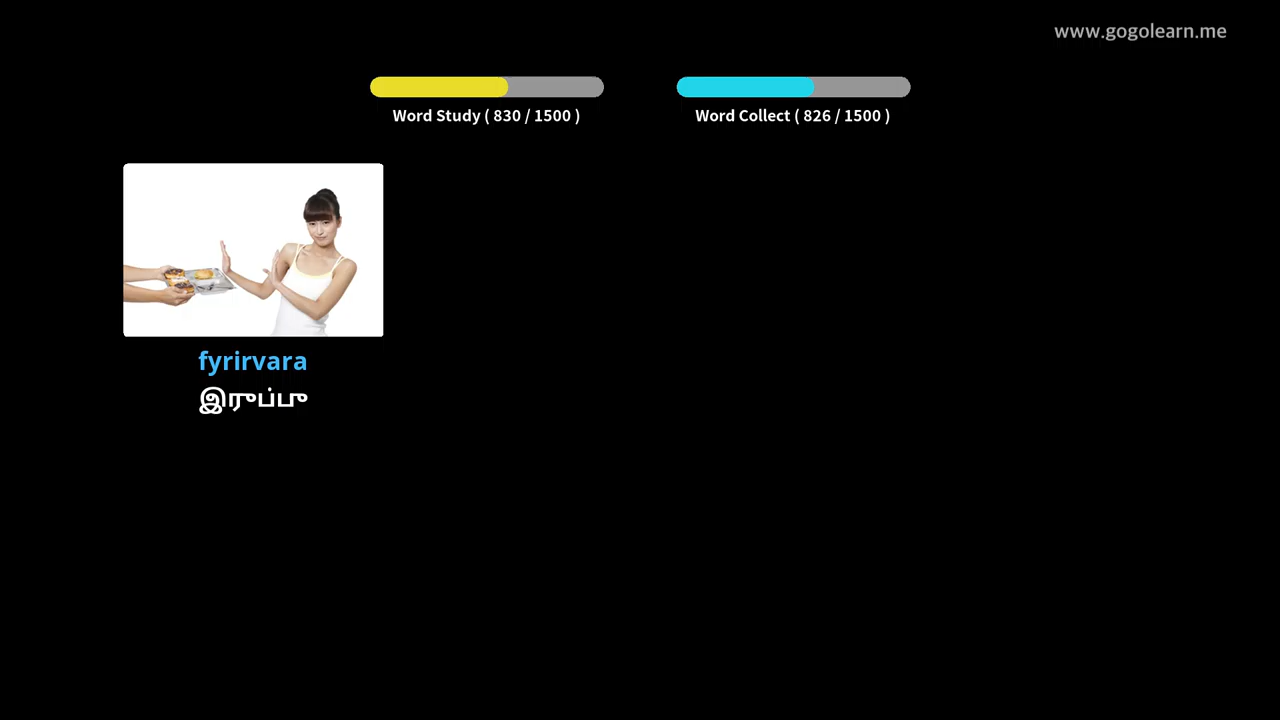 www.gogolearn.me
Word Study ( 830 / 1500 )
Word Collect ( 826 / 1500 )
fyrirvara
இருப்பு